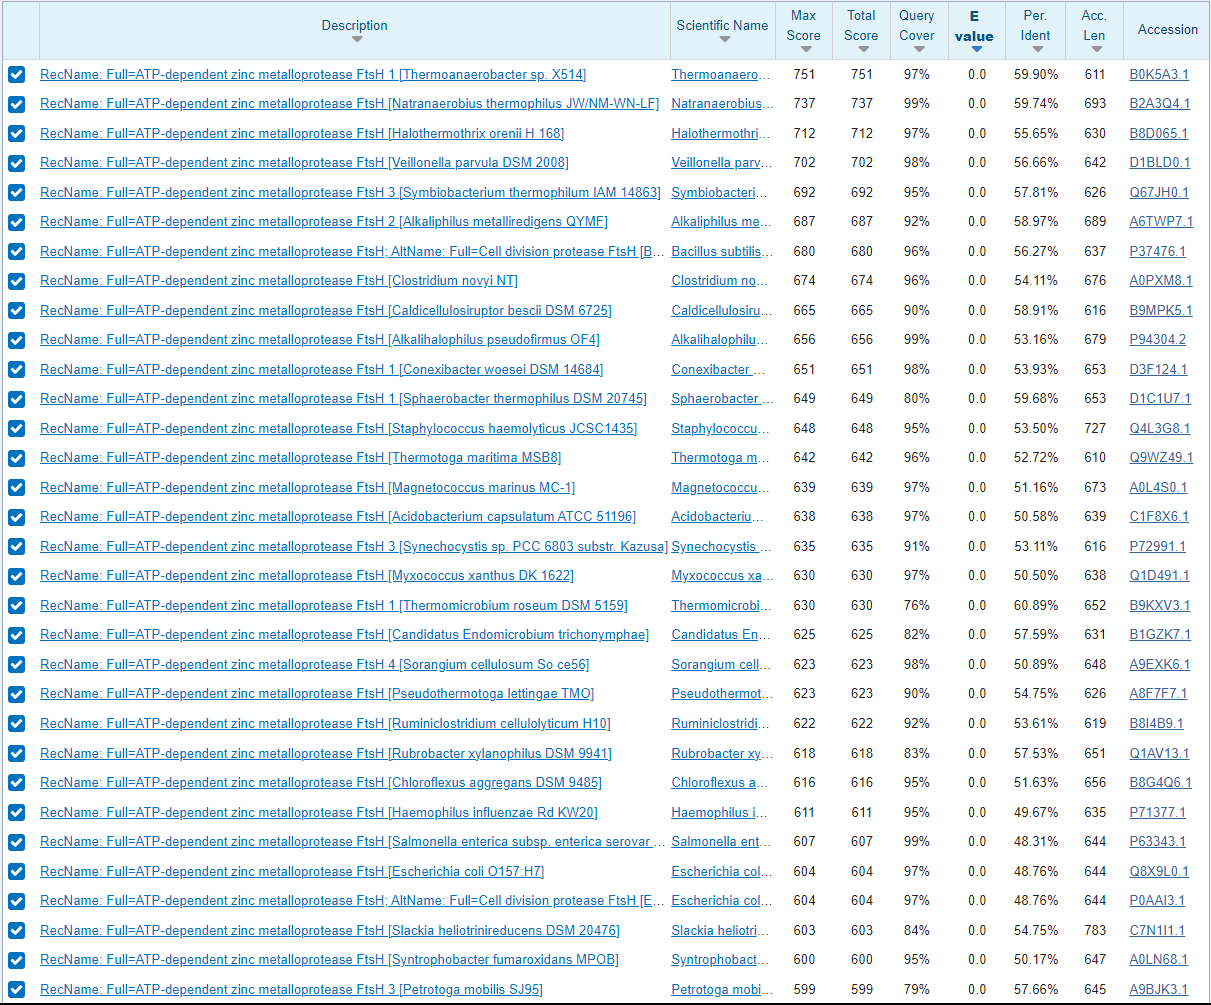 Description Scientific Name Max Score Total Score Query Cover E value Per. Ident Acc. Len Accession
RecName: Full=ATP-dependent zinc metalloprotease FtsH 1 [Thermoanaerobacter sp. X514] Thermoanaero... 751 751 97% 0.0 59.90% 611 B0K5A3.1
RecName: Full=ATP-dependent zinc metalloprotease FtsH [Natranaerobius thermophilus JW/NM-WN-LF] Natranaerobius... 737 737 99% 0.0 59.74% 693 B2A3Q4.1
RecName: Full=ATP-dependent zinc metalloprotease FtsH [Halothermothrix orenii H 168] Halothermothri... 712 712 97% 0.0 55.65% 630 B8D065.1
RecName: Full=ATP-dependent zinc metalloprotease FtsH [Veillonella parvula DSM 2008] Veillonella parv... 702 702 98% 0.0 56.66% 642 D1BLD0.1
RecName: Full=ATP-dependent zinc metalloprotease FtsH 3 [Symbiobacterium thermophilum IAM 14863] Symbiobacteri... 692 692 95% 0.0 57.81% 626 Q67JH0.1
RecName: Full=ATP-dependent zinc metalloprotease FtsH 2 [Alkaliphilus metalliredigens QYMF] Alkaliphilus me... 687 687 92% 0.0 58.97% 689 A6TWP7.1
RecName: Full=ATP-dependent zinc metalloprotease FtsH; AltName: Full=Cell division protease FtsH [B... Bacillus subtilis... 680 680 96% 0.0 56.27% 637 P37476.1
RecName: Full=ATP-dependent zinc metalloprotease FtsH [Clostridium novyi NT] Clostridium no... 674 674 96% 0.0 54.11% 676 A0PXM8.1
RecName: Full=ATP-dependent zinc metalloprotease FtsH [Caldicellulosiruptor bescii DSM 6725] Caldicellulosiru... 665 665 90% 0.0 58.91% 616 B9MPK5.1
RecName: Full=ATP-dependent zinc metalloprotease FtsH [Alkalihalophilus pseudofirmus OF4] Alkalihalophilu... 656 656 99% 0.0 53.16% 679 P94304.2
RecName: Full=ATP-dependent zinc metalloprotease FtsH 1 [Conexibacter woesei DSM 14684] Conexibacter ... 651 651 98% 0.0 53.93% 653 D3F124.1
RecName: Full=ATP-dependent zinc metalloprotease FtsH 1 [Sphaerobacter thermophilus DSM 20745] Sphaerobacter ... 649 649 80% 0.0 59.68% 653 D1C1U7.1
RecName: Full=ATP-dependent zinc metalloprotease FtsH [Staphylococcus haemolyticus JCSC1435] Staphylococcu... 648 648 95% 0.0 53.50% 727 Q4L3G8.1
RecName: Full=ATP-dependent zinc metalloprotease FtsH [Thermotoga maritima MSB8] Thermotoga m... 642 642 96% 0.0 52.72% 610 Q9WZ49.1
RecName: Full=ATP-dependent zinc metalloprotease FtsH [Magnetococcus marinus MC-1] Magnetococcu... 639 639 97% 0.0 51.16% 673 A0L4S0.1
RecName: Full=ATP-dependent zinc metalloprotease FtsH [Acidobacterium capsulatum ATCC 51196] Acidobacteriu... 638 638 97% 0.0 50.58% 639 C1F8X6.1
RecName: Full=ATP-dependent zinc metalloprotease FtsH 3 [Synechocystis sp. PCC 6803 substr. Kazusa] Synechocystis ... 635 635 91% 0.0 53.11% 616 P72991.1
RecName: Full=ATP-dependent zinc metalloprotease FtsH [Myxococcus xanthus DK 1622] Myxococcus xa... 630 630 97% 0.0 50.50% 638 Q1D491.1
RecName: Full=ATP-dependent zinc metalloprotease FtsH 1 [Thermomicrobium roseum DSM 5159] Thermomicrobi... 630 630 76% 0.0 60.89% 652 B9KXV3.1
RecName: Full=ATP-dependent zinc metalloprotease FtsH [Candidatus Endomicrobium trichonymphae] Candidatus En... 625 625 82% 0.0 57.59% 631 B1GZK7.1
RecName: Full=ATP-dependent zinc metalloprotease FtsH 4 [Sorangium cellulosum So ce56] Sorangium cell... 623 623 98% 0.0 50.89% 648 A9EXK6.1
RecName: Full=ATP-dependent zinc metalloprotease FtsH [Pseudothermotoga lettingae TMO] Pseudothermot... 623 623 90% 0.0 54.75% 626 A8F7F7.1
RecName: Full=ATP-dependent zinc metalloprotease FtsH [Ruminiclostridium cellulolyticum H10] Ruminiclostridi... 622 622 92% 0.0 53.61% 619 B8I4B9.1
RecName: Full=ATP-dependent zinc metalloprotease FtsH [Rubrobacter xylanophilus DSM 9941] Rubrobacter xy... 618 618 83% 0.0 57.53% 651 Q1AV13.1
RecName: Full=ATP-dependent zinc metalloprotease FtsH [Chloroflexus aggregans DSM 9485] Chloroflexus a... 616 616 95% 0.0 51.63% 656 B8G4Q6.1
RecName: Full=ATP-dependent zinc metalloprotease FtsH [Haemophilus influenzae Rd KW20] Haemophilus i... 611 611 95% 0.0 49.67% 635 P71377.1
RecName: Full=ATP-dependent zinc metalloprotease FtsH [Salmonella enterica subsp. enterica serovar ... Salmonella ent... 607 607 99% 0.0 48.31% 644 P63343.1
RecName: Full=ATP-dependent zinc metalloprotease FtsH [Escherichia coli O157:H7] Escherichia col... 604 604 97% 0.0 48.76% 644 Q8X9L0.1
RecName: Full=ATP-dependent zinc metalloprotease FtsH; AltName: Full=Cell division protease FtsH [E... Escherichia col... 604 604 97% 0.0 48.76% 644 P0AAI3.1
RecName: Full=ATP-dependent zinc metalloprotease FtsH [Slackia heliotrinireducens DSM 20476] Slackia heliotri... 603 603 84% 0.0 54.75% 783 C7N1I1.1
RecName: Full=ATP-dependent zinc metalloprotease FtsH [Syntrophobacter fumaroxidans MPOB] Syntrophobact... 600 600 95% 0.0 50.17% 647 A0LN68.1
RecName: Full=ATP-dependent zinc metalloprotease FtsH 3 [Petrotoga mobilis SJ95] Petrotoga mobi... 599 599 79% 0.0 57.66% 645 A9BJK3.1